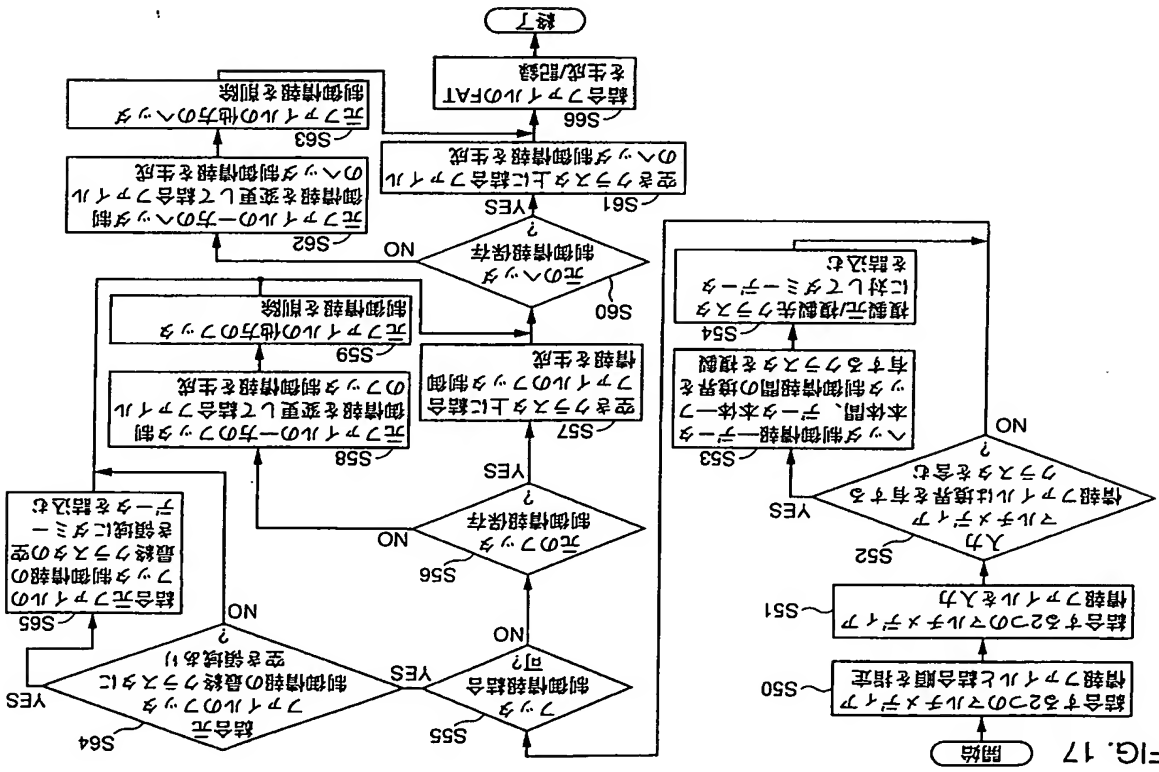 FIG. 17
開始
S50
結合する2つのマルチメディア
情報ファイルと結合順を指定
S51
結合する2つのマルチメディア
情報ファイルを入力
S52
入力
マルチメディア
情報ファイルは境界を有する
クラスタを含む
?
YES
NO
S53
ヘッダ制御情報―データ
本体間、データ本体―フ
ッタ制御情報間の境界を
有するクラスタを複製
S54
複製元/複製先クラスタ
に対してダミーデータ
を詰込む
S55
フッタ
制御情報結合
可?
YES
NO
S64
結合元
ファイルのフッタ
制御情報の最終クラスタに
空き領域あり
?
YES
NO
S65
結合元ファイルの
フッタ制御情報の
最終クラスタの空
き領域にダミー
データを詰込む
S56
元のフッタ
制御情報保存
?
YES
NO
S57
空きクラスタ上に結合
ファイルのフッタ制御
情報を生成
S58
元ファイルの一方のフッタ制
御情報を変更して結合ファイル
のフッタ制御情報を生成
S59
元ファイルの他方のフッタ
制御情報を削除
S60
元のヘッダ
制御情報保存
?
YES
NO
S61
空きクラスタ上に結合ファイル
のヘッダ制御情報を生成
S62
元ファイルの一方のヘッダ制
御情報を変更して結合ファイル
のヘッダ制御情報を生成
S63
元ファイルの他方のヘッダ
制御情報を削除
S66
結合ファイルのFAT
を生成/記録
終了